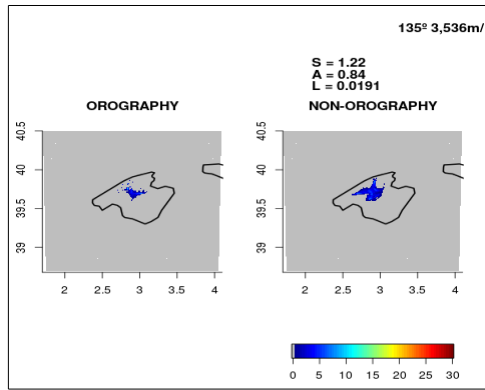 135º 3,536m/
S = 1.22
A = 0.84
L = 0.0191
OROGRAPHY NON-OROGRAPHY
40.5 40.5
40 40
39.5 39.5
39 39
2 2.5 3 3.5 4 2 2.5 3 3.5 4
0 5 10 15 20 25 30